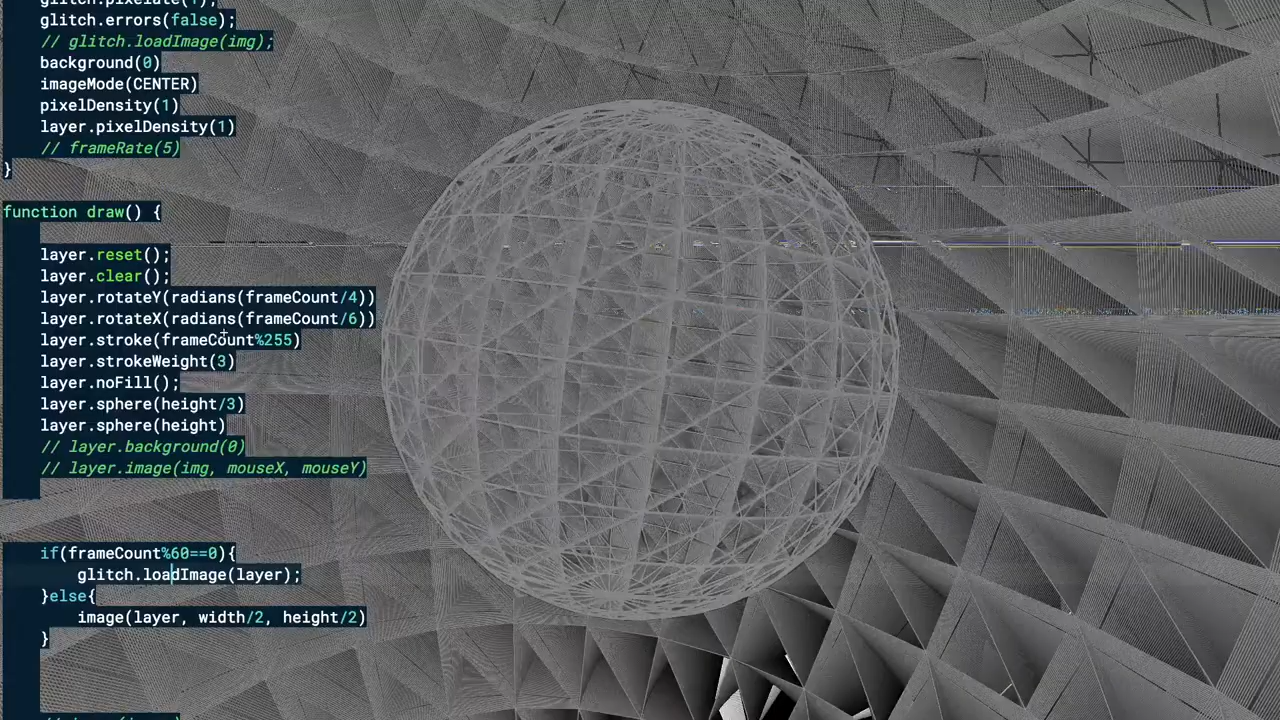 glitch.pixelate(1);
glitch.errors(false);
// glitch.loadImage(img);
background(0)
imageMode(CENTER)
pixelDensity(1)
layer.pixelDensity(1)
// frameRate(5)
}
function draw() {
layer.reset();
layer.clear();
layer.rotateY(radians(frameCount/4))
layer.rotateX(radians(frameCount/6))
layer.stroke(frameCount%255)
layer.strokeWeight(3)
layer.noFill();
layer.sphere(height/3)
layer.sphere(height)
// layer.background(0)
// layer.image(img, mouseX, mouseY)
if(frameCount%60==0){
glitch.loadImage(layer);
}else{
image(layer, width/2, height/2)
}